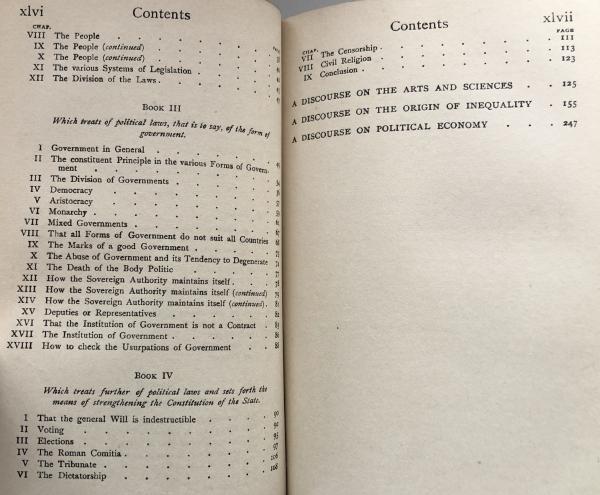 xlvi Contents
CHAP.
VIII The People
IX The People (continued)
X The People (continued)
XI The various Systems of Legislation
XII The Division of the Laws
BOOK III
Which treats of political laws, that is to say, of the form of
government.
I Government in General
II The constituent Principle in the various Forms of Govern-
ment
III The Division of Governments
IV Democracy
V Aristocracy
VI Monarchy
VII Mixed Governments
VIII That all Forms of Government do not suit all Countries
IX The Marks of a good Government
X The Abuse of Government and its Tendency to Degenerate
XI The Death of the Body Politic
XII How the Sovereign Authority maintains itself
XIII How the Sovereign Authority maintains itself (continued)
XIV How the Sovereign Authority maintains itself (continued)
XV Deputies or Representatives
XVI That the Institution of Government is not a Contract
XVII The Institution of Government
XVIII How to check the Usurpations of Government
BOOK IV
Which treats further of political laws and sets forth the
means of strengthening the Constitution of the State.
I That the general Will is indestructible 90
II Voting
III Elections 95
IV The Roman Comitia 97
V The Tribunate 106
VI The Dictatorship 108
Contents xlvii
CHAP. PAGE
VII The Censorship 111
VIII Civil Religion 113
IX Conclusion 123
A DISCOURSE ON THE ARTS AND SCIENCES 125
A DISCOURSE ON THE ORIGIN OF INEQUALITY 155
A DISCOURSE ON POLITICAL ECONOMY 247